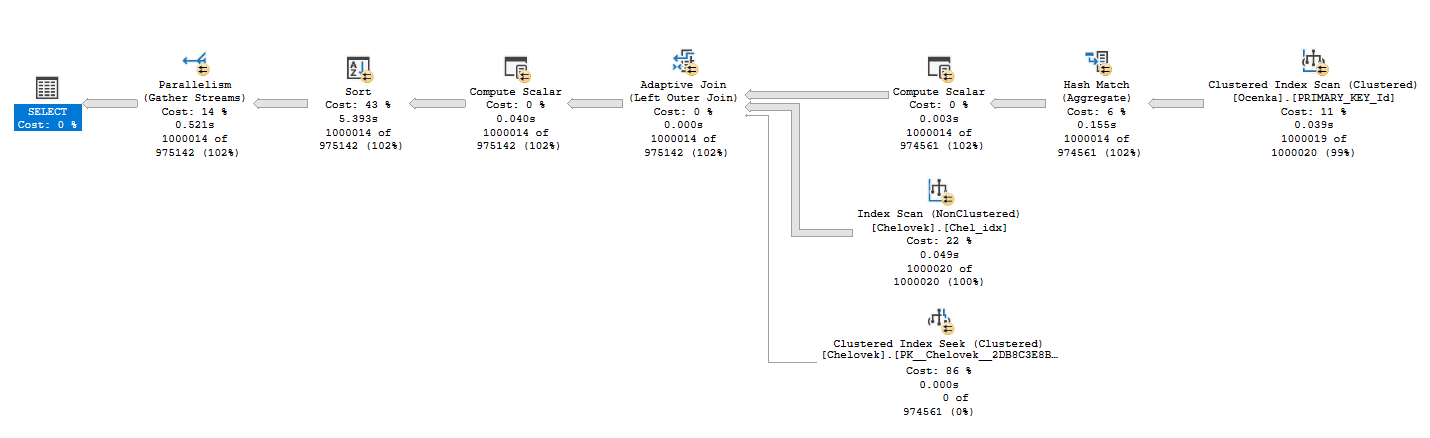 SELECT
Cost: 0 %
Parallelism
(Gather Streams)
Cost: 14 %
0.521s
1000014 of
975142 (102%)
Sort
Cost: 43 %
5.393s
1000014 of
975142 (102%)
Compute Scalar
Cost: 0 %
0.040s
1000014 of
975142 (102%)
Adaptive Join
(Left Outer Join)
Cost: 0 %
0.000s
1000014 of
975142 (102%)
Compute Scalar
Cost: 0 %
0.003s
1000014 of
974561 (102%)
Hash Match
(Aggregate)
Cost: 6 %
0.155s
1000014 of
974561 (102%)
Clustered Index Scan (Clustered)
[Ocenka].[PRIMARY_KEY_Id]
Cost: 11 %
0.039s
1000019 of
1000020 (99%)
Index Scan (NonClustered)
[Chelovek].[Chel_idx]
Cost: 22 %
0.049s
1000020 of
1000020 (100%)
Clustered Index Seek (Clustered)
[Chelovek].[PK__Chelovek__2DB8C3E8B…
Cost: 86 %
0.000s
0 of
974561 (0%)